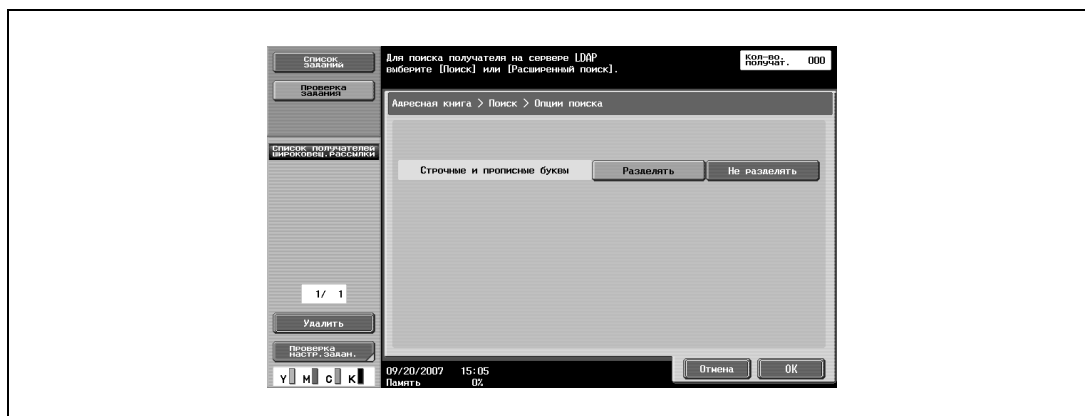 Список
задания
Проверка
задания
Список получателей
широковещ.рассылки
1/ 1
Удалить
Проверка
настр.задан.
Y M C K
Для поиска получателя на сервере LDAP
выберите [Поиск] или [Расширенный поиск].
Кол-во.
получат. 000
Адресная книга > Поиск > Опции поиска
Строчные и прописные буквы Разделять Не разделять
09/20/2007 15:05
Память 0%
Отмена OK